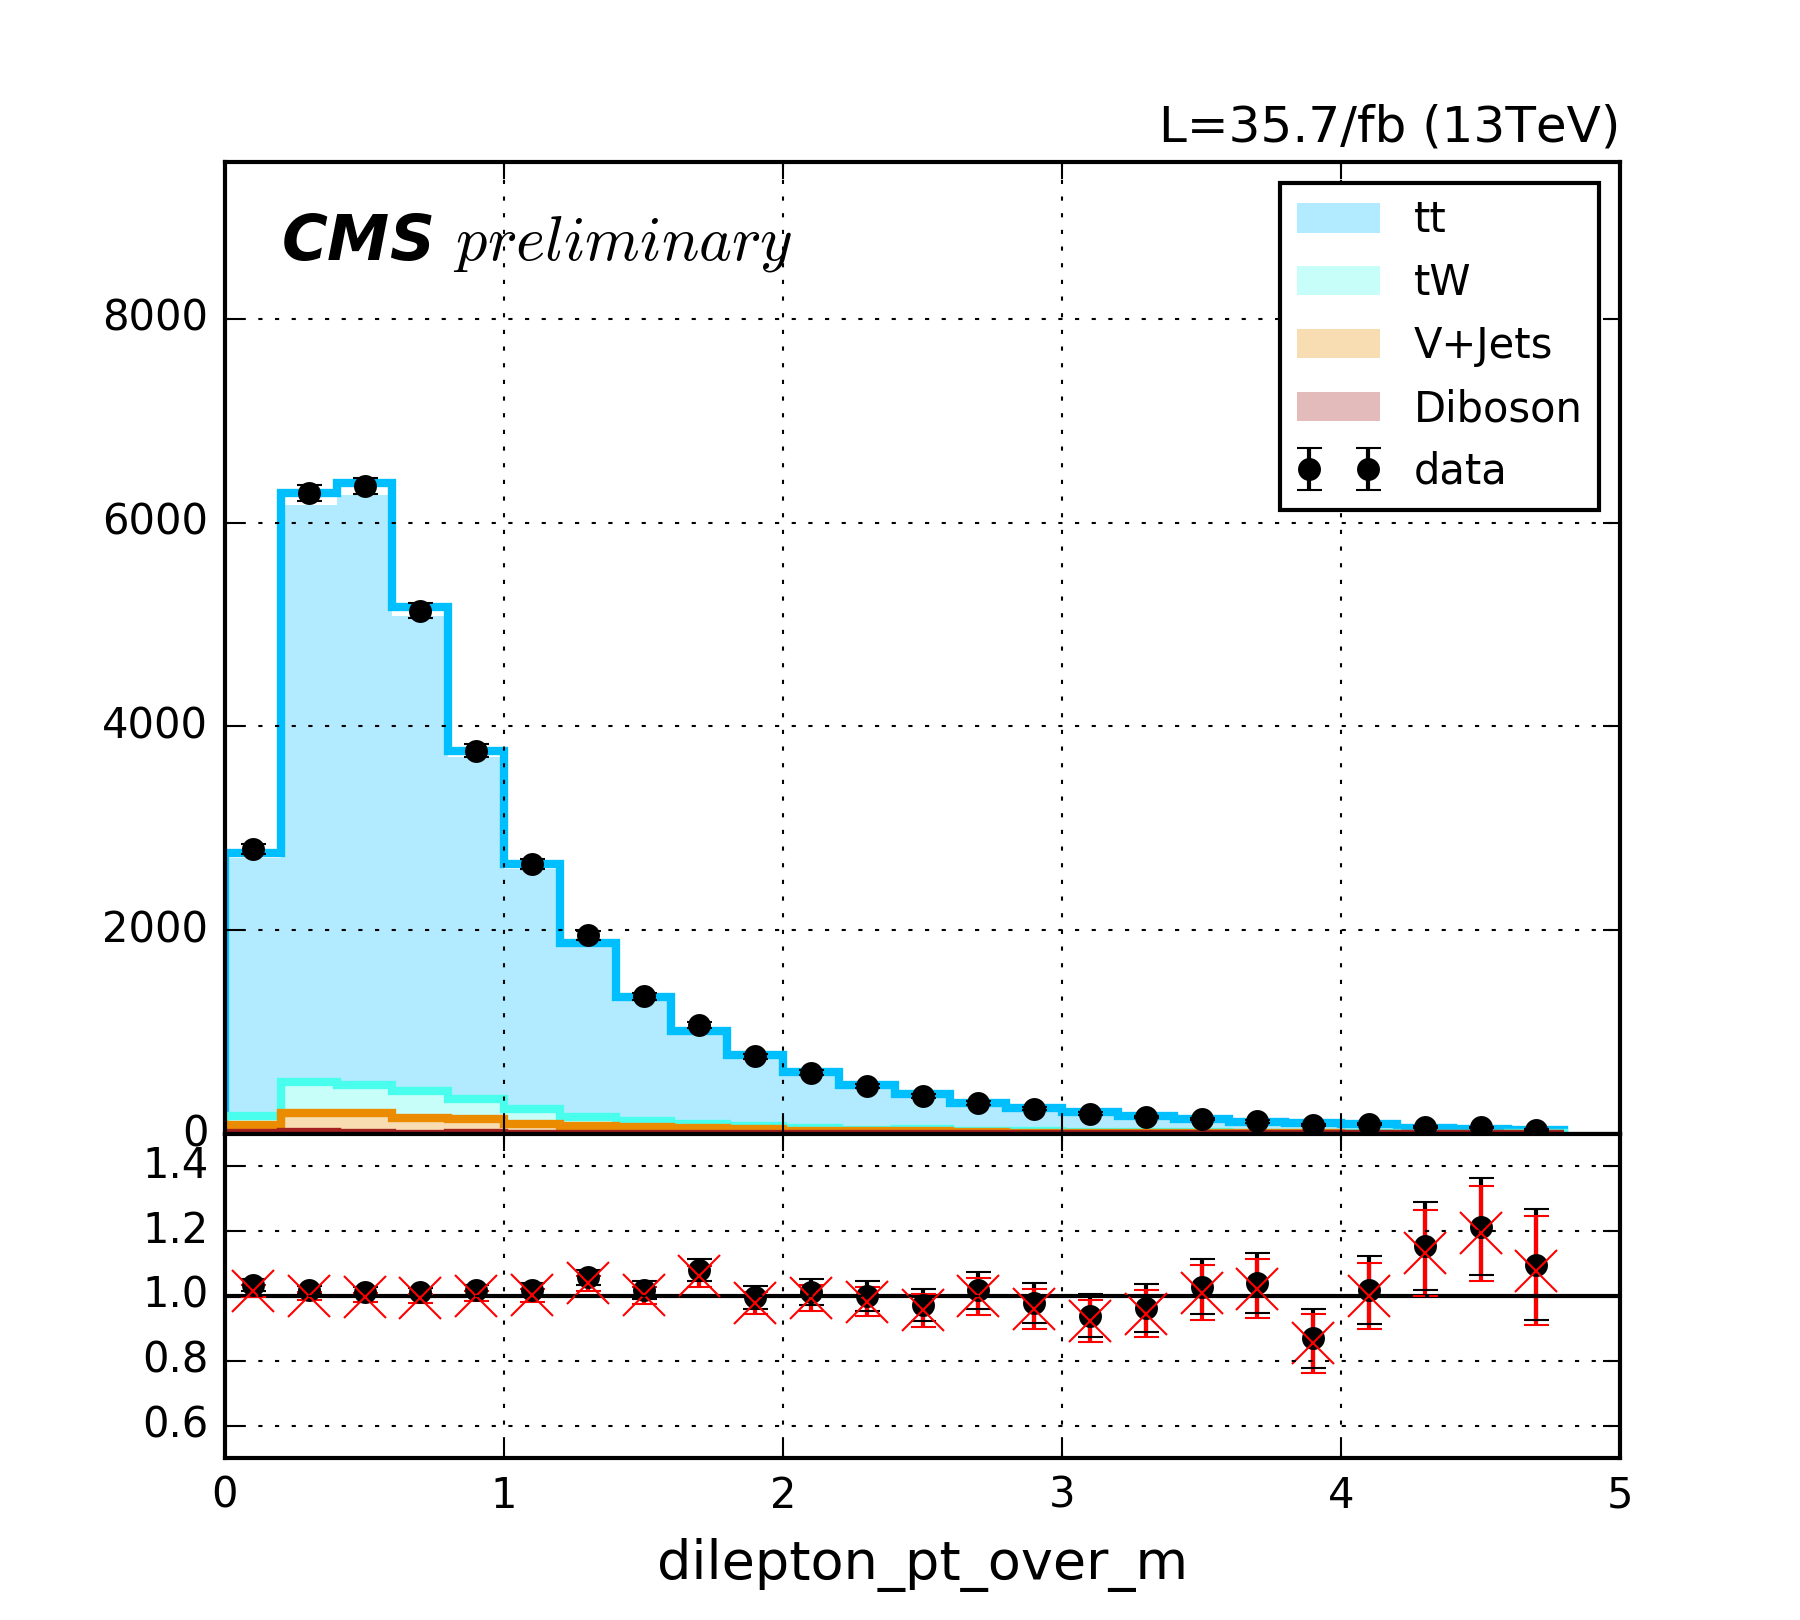 L=35.7/fb (13TeV)
CMS preliminary
tt
tW
V+Jets
Diboson
data
8000
6000
4000
2000
0
1.4
1.2
1.0
0.8
0.6
0 1 2 3 4 5
dilepton_pt_over_m